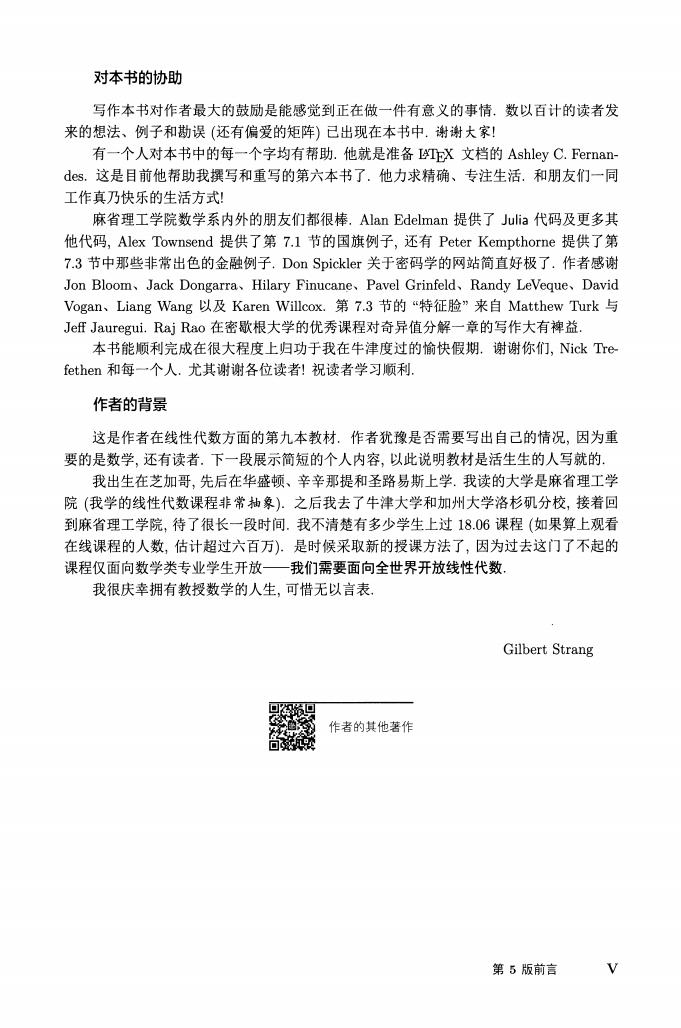 对本书的协助
写作本书对作者最大的鼓励是能感觉到正在做一件有意义的事情. 数以百计的读者发
来的想法、例子和勘误 (还有偏爱的矩阵) 已出现在本书中. 谢谢大家!
有一个人对本书中的每一个字均有帮助. 他就是准备 LATEX 文档的 Ashley C. Fernan-
des. 这是目前他帮助我撰写和重写的第六本书了. 他力求精确、专注生活. 和朋友们一同
工作真乃快乐的生活方式!
麻省理工学院数学系内外的朋友们都很棒. Alan Edelman 提供了 Julia 代码及更多其
他代码, Alex Townsend 提供了第 7.1 节的国旗例子, 还有 Peter Kempthorne 提供了第
7.3 节中那些非常出色的金融例子. Don Spickler 关于密码学的网站简直好极了. 作者感谢
Jon Bloom、Jack Dongarra、Hilary Finucane、Pavel Grinfeld、Randy LeVeque、David
Vogan、Liang Wang 以及 Karen Willcox. 第 7.3 节的 “特征脸” 来自 Matthew Turk 与
Jeff Jauregui. Raj Rao 在密歇根大学的优秀课程对奇异值分解一章的写作大有裨益.
本书能顺利完成在很大程度上归功于我在牛津度过的愉快假期. 谢谢你们, Nick Tre-
fethen 和每一个人. 尤其谢谢各位读者! 祝读者学习顺利.
作者的背景
这是作者在线性代数方面的第九本教材. 作者犹豫是否需要写出自己的情况, 因为重
要的是数学, 还有读者. 下一段展示简短的个人内容, 以此说明教材是活生生的人写就的.
我出生在芝加哥, 先后在华盛顿、辛辛那提和圣路易斯上学. 我读的大学是麻省理工学
院 (我学的线性代数课程非常抽象). 之后我去了牛津大学和加州大学洛杉矶分校, 接着回
到麻省理工学院, 待了很长一段时间. 我不清楚有多少学生上过 18.06 课程 (如果算上观看
在线课程的人数, 估计超过六百万). 是时候采取新的授课方法了, 因为过去这门了不起的
课程仅面向数学类专业学生开放——我们需要面向全世界开放线性代数.
我很庆幸拥有教授数学的人生, 可惜无以言表.
Gilbert Strang
作者的其他著作
第 5 版前言 V